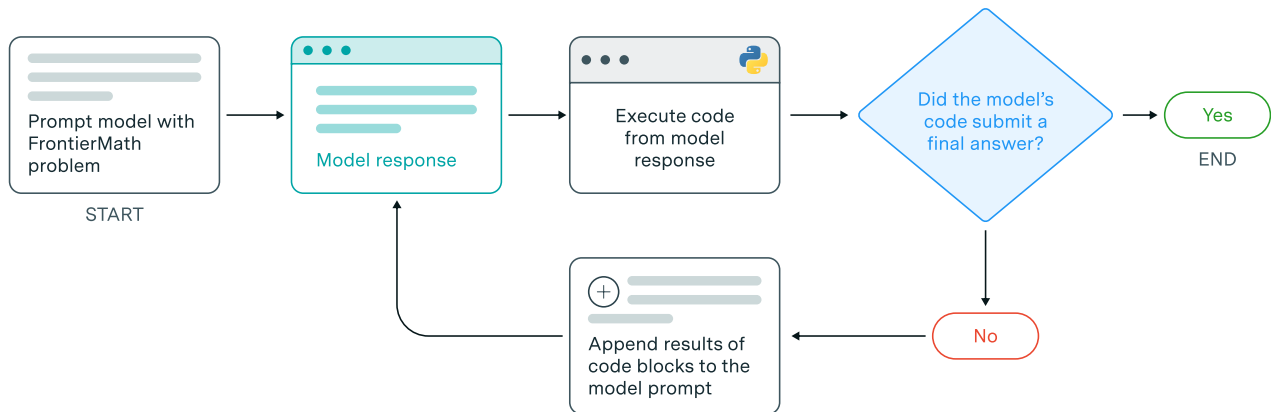 Prompt model with
FrontierMath
problem
START
Model response
Execute code
from model
response
Did the model’s
code submit a
final answer?
Yes
END
No
Append results of
code blocks to the
model prompt